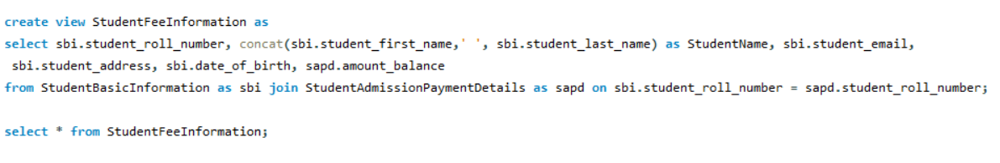 create view StudentFeeInformation as
select sbi.student_roll_number, concat(sbi.student_first_name,' ', sbi.student_last_name) as StudentName, sbi.student_email,
sbi.student_address, sbi.date_of_birth, sapd.amount_balance
from StudentBasicInformation as sbi join StudentAdmissionPaymentDetails as sapd on sbi.student_roll_number = sapd.student_roll_number;
select * from StudentFeeInformation;